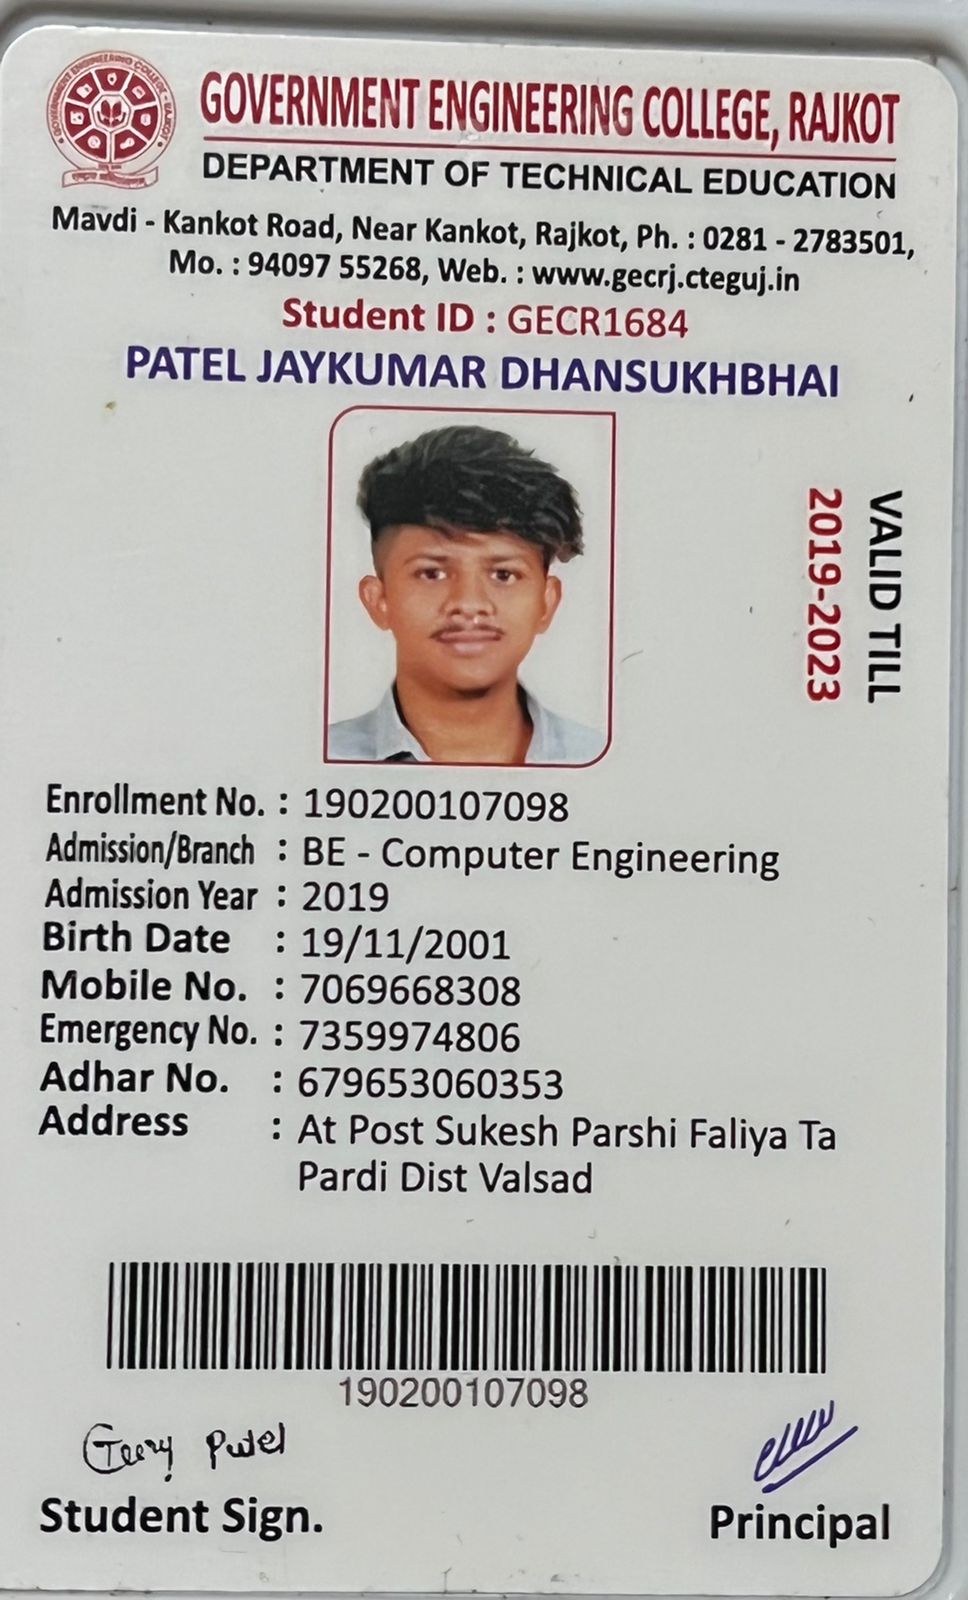 GOVERNMENT ENGINEERING COLLEGE, RAJKOT
DEPARTMENT OF TECHNICAL EDUCATION
Mavdi - Kankot Road, Near Kankot, Rajkot, Ph. : 0281 - 2783501,
Mo. : 94097 55268, Web. : www.gecrj.cteguj.in
Student ID : GECR1684
PATEL JAYKUMAR DHANSUKHBHAI
VALID TILL
2019-2023
Enrollment No. : 190200107098
Admission/Branch : BE - Computer Engineering
Admission Year : 2019
Birth Date : 19/11/2001
Mobile No. : 7069668308
Emergency No. : 7359974806
Adhar No. : 679653060353
Address : At Post Sukesh Parshi Faliya Ta
Pardi Dist Valsad
190200107098
Student Sign.
Principal